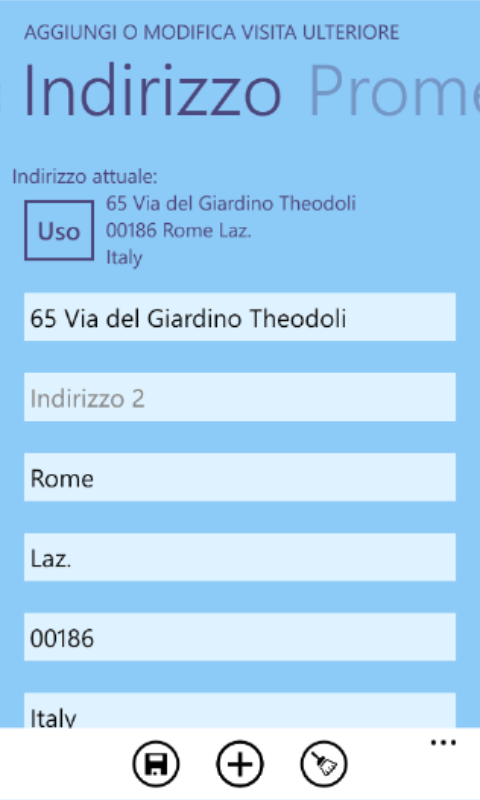 AGGIUNGI O MODIFICA VISITA ULTERIORE
Indirizzo Prome
Indirizzo attuale:
Uso
65 Via del Giardino Theodoli
00186 Rome Laz.
Italy
65 Via del Giardino Theodoli
Indirizzo 2
Rome
Laz.
00186
Italy